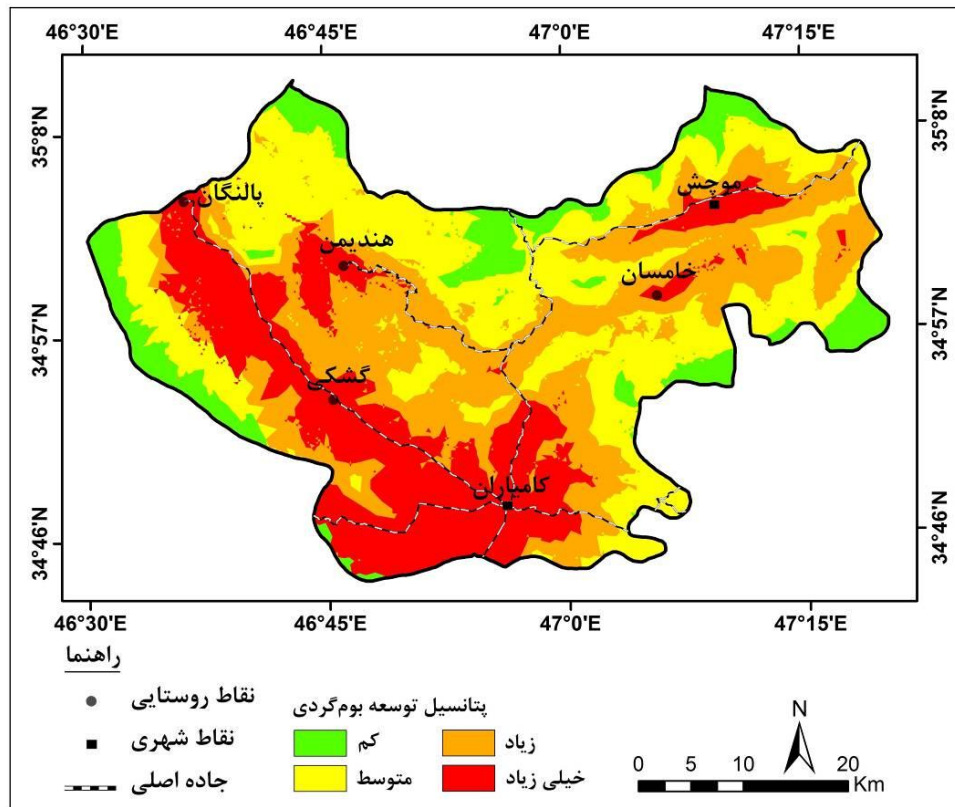 46°30'E 46°45'E 47°0'E 47°15'E
35°8'N 35°8'N
موچش
پالنگان
هندیمن
خامسان
34°57'N 34°57'N
گشکی
کامیاران
34°46'N 34°46'N
46°30'E 46°45'E 47°0'E 47°15'E
راهنما
نقاط روستایی
نقاط شهری
جاده اصلی
پتانسیل توسعه بوم‌گردی
کم
زیاد
متوسط
خیلی زیاد
N
0 5 10 20
Km